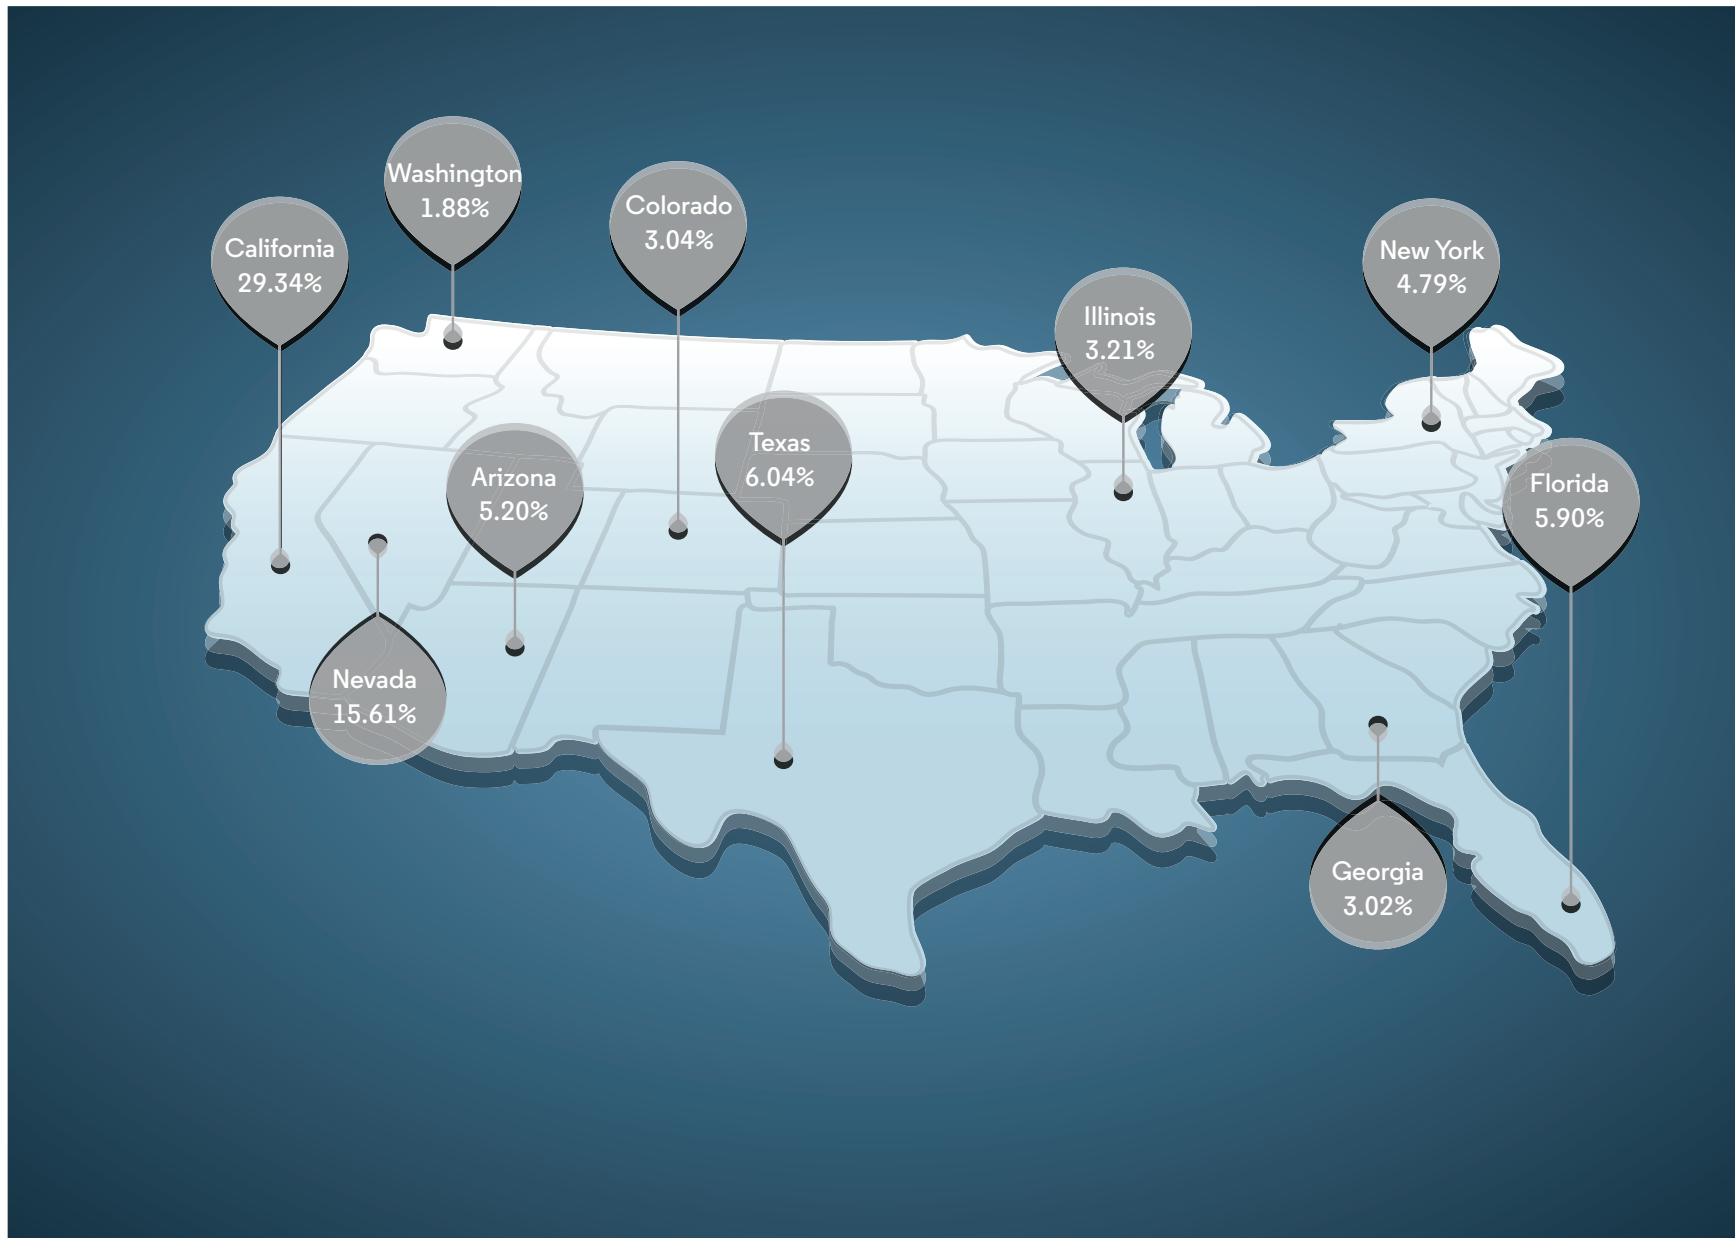 Washington
1.88%
Colorado
3.04%
California
29.34%
New York
4.79%
Illinois
3.21%
Texas
6.04%
Arizona
5.20%
Florida
5.90%
Nevada
15.61%
Georgia
3.02%